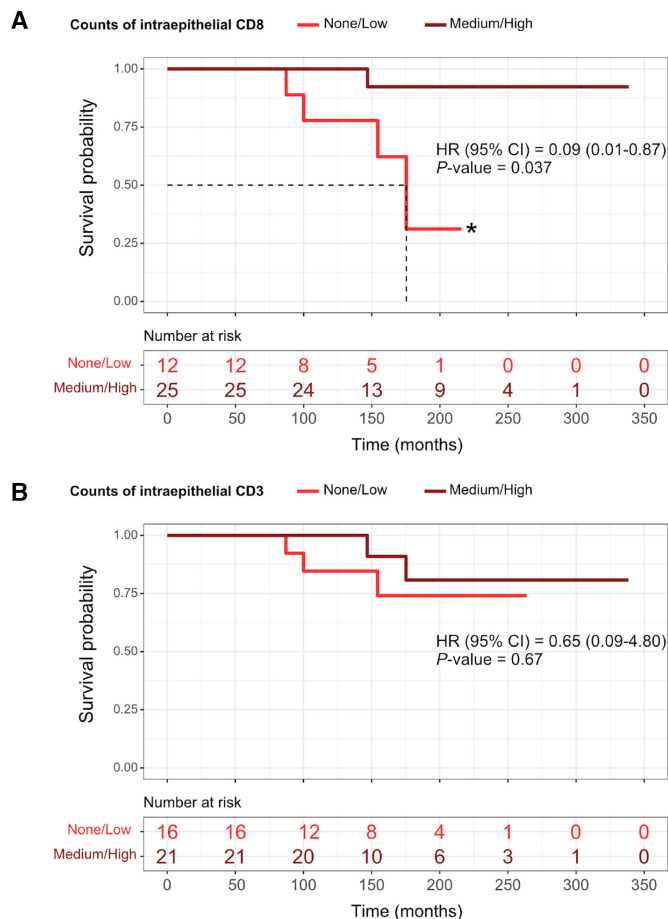 A
Counts of intraepithelial CD8 None/Low Medium/High
1.00
0.75
0.50
0.25
0.00
Survival probability
HR (95% CI) = 0.09 (0.01-0.87)
P-value = 0.037
*
Number at risk
None/Low 12 12 8 5 1 0 0 0
Medium/High 25 25 24 13 9 4 1 0
0 50 100 150 200 250 300 350
Time (months)
B
Counts of intraepithelial CD3 None/Low Medium/High
1.00
0.75
0.50
0.25
0.00
Survival probability
HR (95% CI) = 0.65 (0.09-4.80)
P-value = 0.67
Number at risk
None/Low 16 16 12 8 4 1 0 0
Medium/High 21 21 20 10 6 3 1 0
0 50 100 150 200 250 300 350
Time (months)